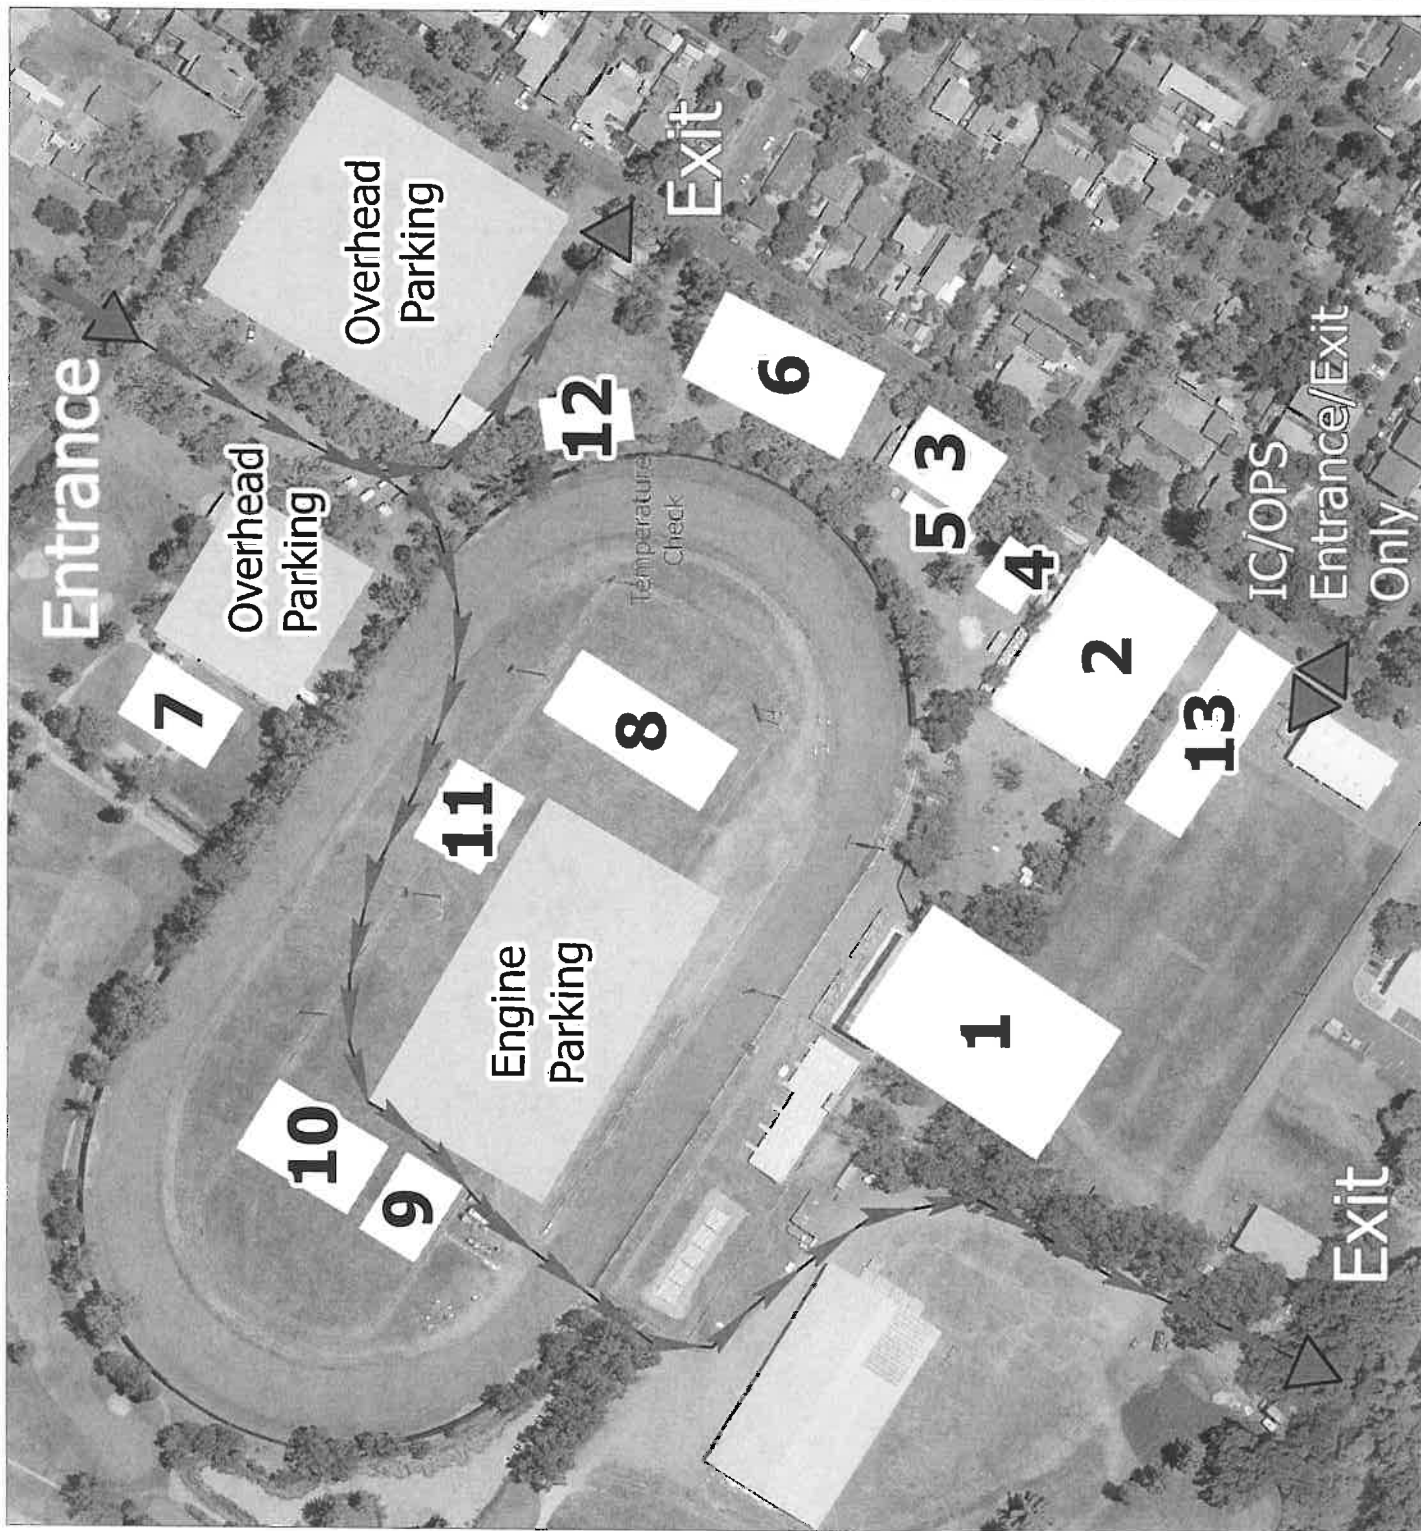 Entrance
Overhead
Parking
Exit
Overhead
Parking
7
12
Temperature
Check
6
3
5
4
11
8
2
13
IC/OPS
Entrance/Exit
Only
Engine
Parking
10
9
1
Exit